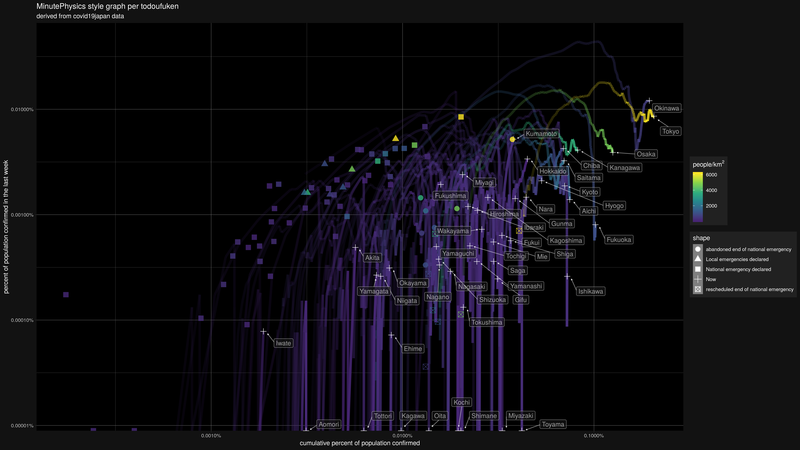 MinutePhysics style graph per todoufuken
derived from covid19japan data
percent of population confirmed in the last week
0.01000%
0.00100%
0.00010%
0.00001%
Okinawa
Tokyo
Kumamoto
Osaka
Chiba
Kanagawa
Hokkaido
Saitama
Miyagi
Kyoto
Fukushima
Hyogo
Nara
Aichi
Hiroshima
Gunma
Wakayama
Ibaraki
Kagoshima
Fukui
Fukuoka
Yamaguchi
Tochigi
Mie
Shiga
Akita
Saga
Okayama
Nagasaki
Yamanashi
Yamagata
Nagano
Ishikawa
Niigata
Shizuoka
Gifu
Tokushima
Iwate
Ehime
Kochi
Aomori
Tottori
Kagawa
Oita
Shimane
Miyazaki
Toyama
0.0010%
0.0100%
0.1000%
cumulative percent of population confirmed
people/km²
6000
4000
2000
shape
abandoned end of national emergency
Local emergencies declared
National emergency declared
Now
rescheduled end of national emergency